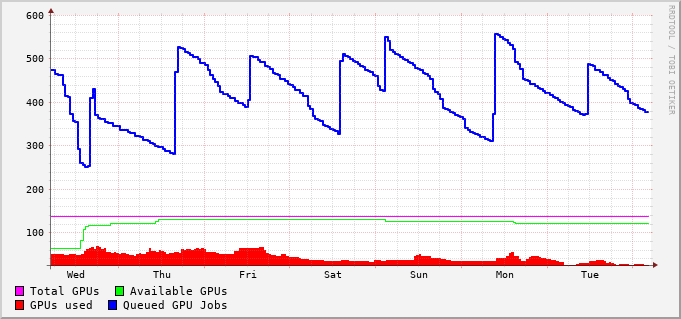 600
500
400
300
200
100
Wed Thu Fri Sat Sun Mon Tue
Total GPUs Available GPUs
GPUs used Queued GPU Jobs
RRDTOOL / TOBI OETIKER